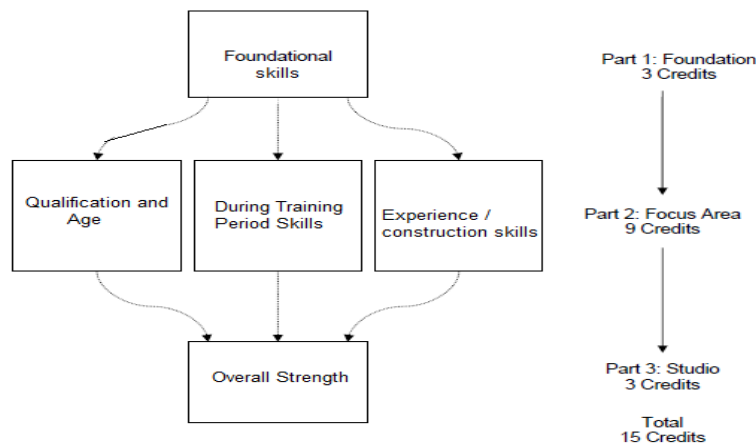 Foundational
skills
Part 1: Foundation
3 Credits
Qualification and
Age
During Training
Period Skills
Experience /
construction skills
Part 2: Focus Area
9 Credits
Overall Strength
Part 3: Studio
3 Credits
Total
15 Credits